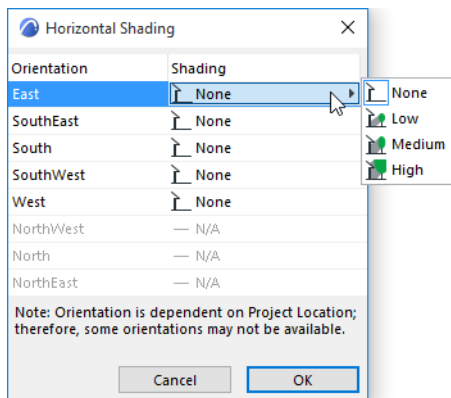 Horizontal Shading
Orientation Shading
East None
SouthEast None
South None
SouthWest None
West None
NorthWest — N/A
North — N/A
NorthEast — N/A
None
Low
Medium
High
Note: Orientation is dependent on Project Location;
therefore, some orientations may not be available.
Cancel OK